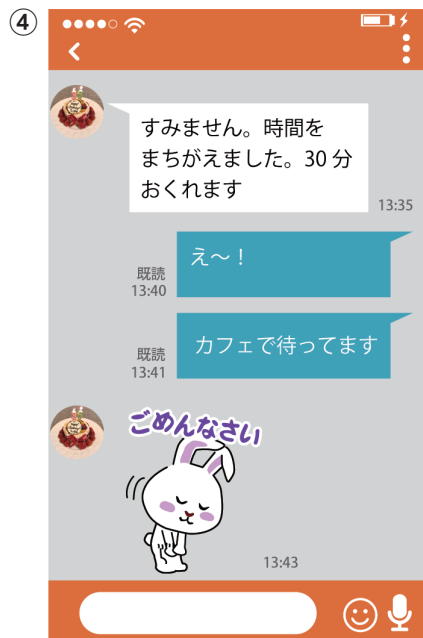 ④
すみません。時間を
まちがえました。30分
おくれます
13:35
え～！
既読
13:40
カフェで待ってます
既読
13:41
ごめんなさい
13:43